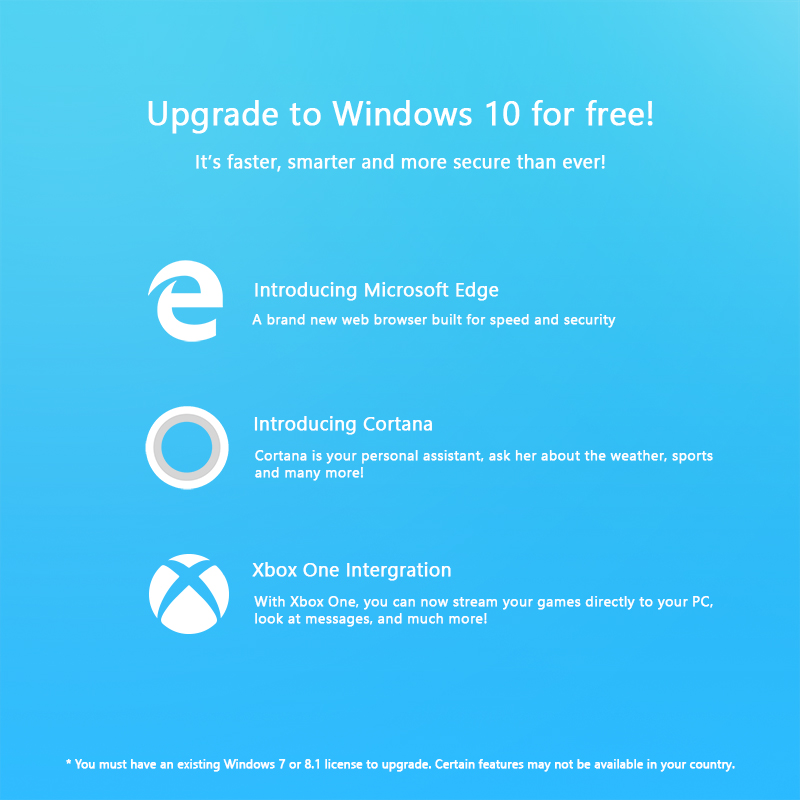 Upgrade to Windows 10 for free!
It’s faster, smarter and more secure than ever!
Introducing Microsoft Edge
A brand new web browser built for speed and security
Introducing Cortana
Cortana is your personal assistant, ask her about the weather, sports
and many more!
Xbox One Intergration
With Xbox One, you can now stream your games directly to your PC,
look at messages, and much more!
* You must have an existing Windows 7 or 8.1 license to upgrade. Certain features may not be available in your country.